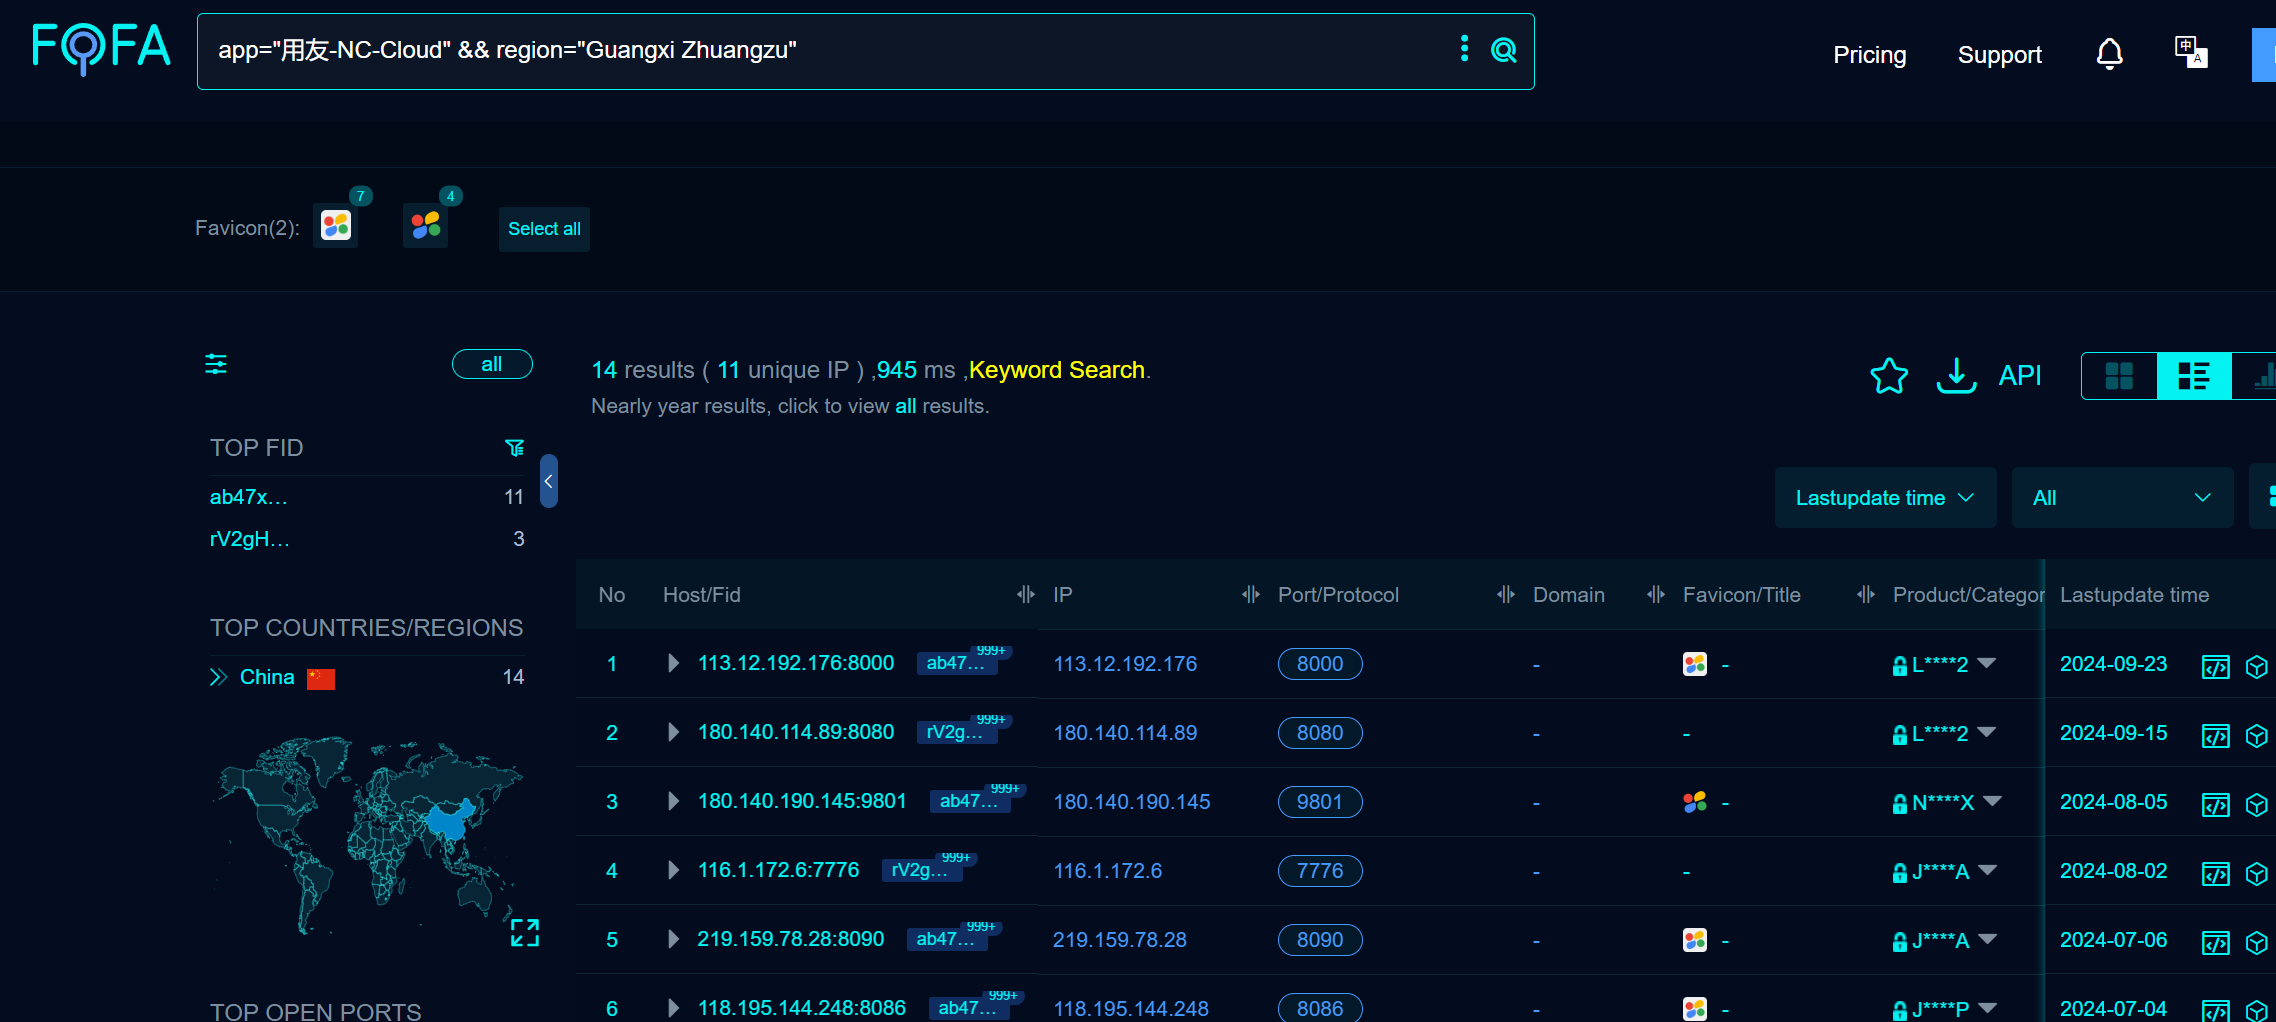 FOFA
app="用友-NC-Cloud" && region="Guangxi Zhuangzu"
Pricing
Support
中
A
Favicon(2):
7
4
Select all
all
14 results ( 11 unique IP ) ,945 ms ,Keyword Search.
Nearly year results, click to view all results.
API
TOP FID
ab47x... 11
rV2gH... 3
TOP COUNTRIES/REGIONS
China 14
TOP OPEN PORTS
Lastupdate time
All
No Host/Fid IP Port/Protocol Domain Favicon/Title Product/Categor Lastupdate time
1 113.12.192.176:8000 ab47... 999+ 113.12.192.176 8000 - - L****2 2024-09-23
2 180.140.114.89:8080 rV2g... 999+ 180.140.114.89 8080 - - L****2 2024-09-15
3 180.140.190.145:9801 ab47... 999+ 180.140.190.145 9801 - - N****X 2024-08-05
4 116.1.172.6:7776 rV2g... 999+ 116.1.172.6 7776 - - J****A 2024-08-02
5 219.159.78.28:8090 ab47... 999+ 219.159.78.28 8090 - - J****A 2024-07-06
6 118.195.144.248:8086 ab47... 999+ 118.195.144.248 8086 - - J****P 2024-07-04